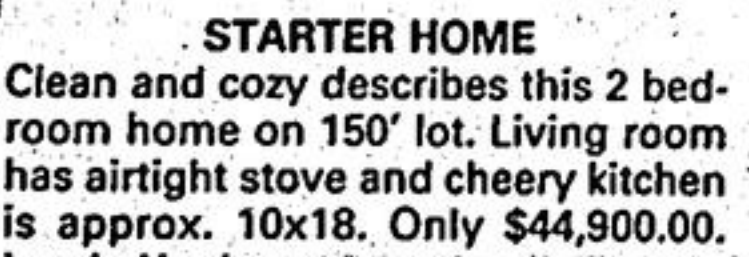 STARTER HOME
Clean and cozy describes this 2 bed-
room home on 150' lot. Living room
has airtight stove and cheery kitchen
is approx. 10x18. Only $44,900.00.